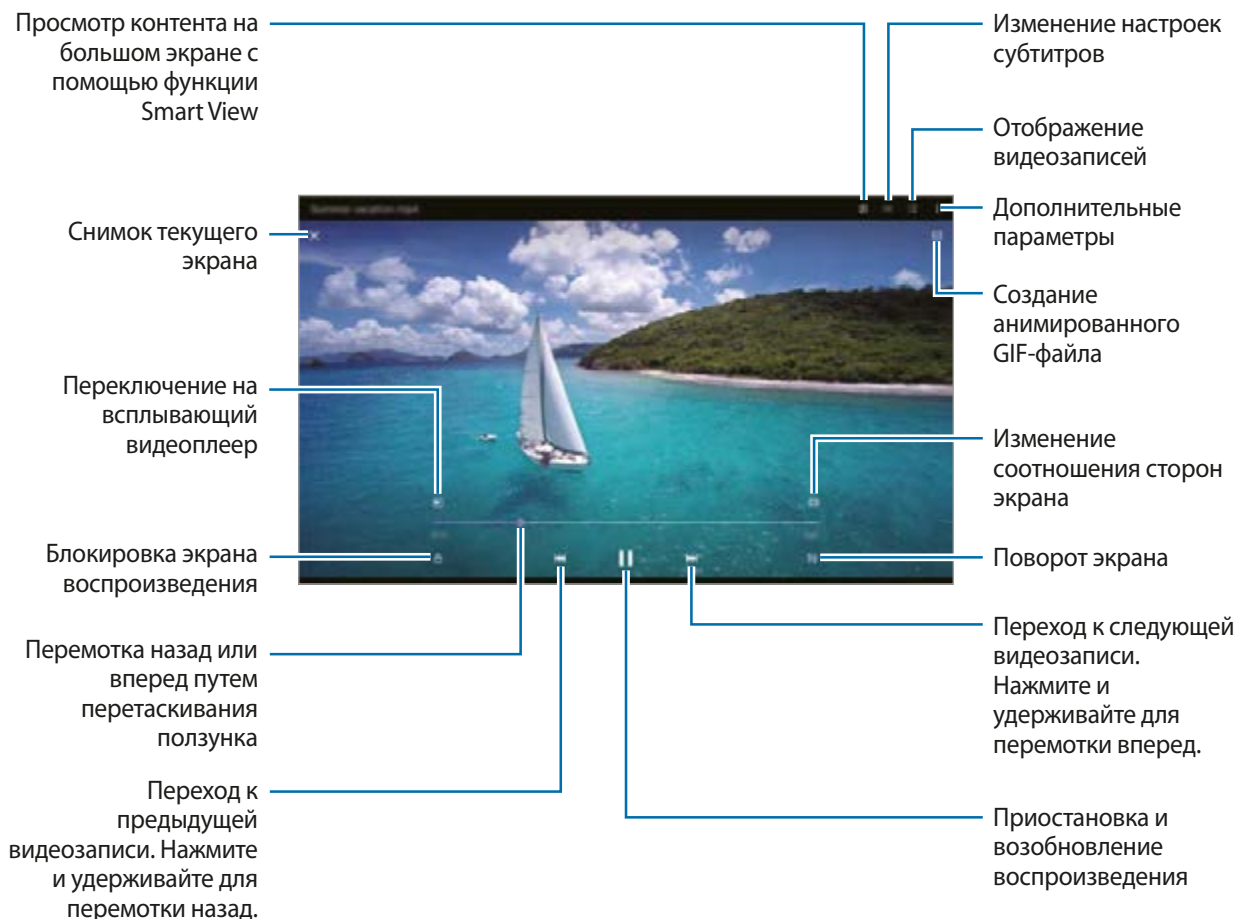 Просмотр контента на
большом экране с
помощью функции
Smart View
Снимок текущего
экрана
Переключение на
всплывающий
видеоплеер
Блокировка экрана
воспроизведения
Перемотка назад или
вперед путем
перетаскивания
ползунка
Переход к
предыдущей
видеозаписи. Нажмите
и удерживайте для
перемотки назад.
Summer vacation.mp4
Изменение настроек
субтитров
Отображение
видеозаписей
Дополнительные
параметры
Создание
анимированного
GIF-файла
Изменение
соотношения сторон
экрана
Поворот экрана
Переход к следующей
видеозаписи.
Нажмите и
удерживайте для
перемотки вперед.
Приостановка и
возобновление
воспроизведения